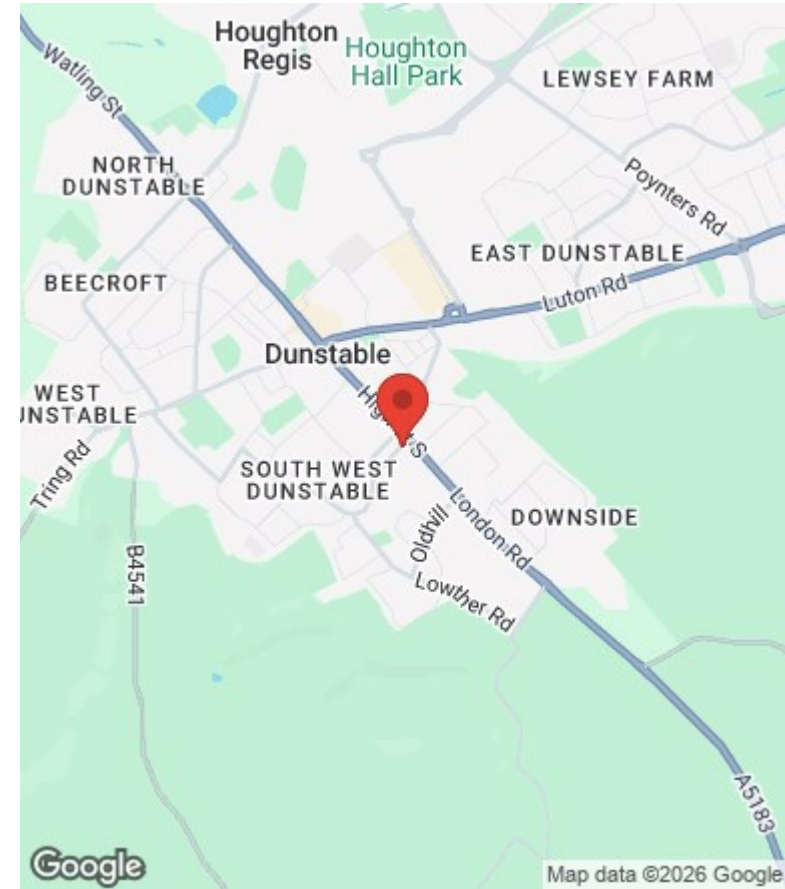 Houghton
Regis
Houghton
Hall Park
LEWSEY FARM
Watling St
NORTH
DUNSTABLE
Poynters Rd
EAST DUNSTABLE
BEECROFT
Luton Rd
Dunstable
WEST
UNSTABLE
High
S
SOUTH WEST
DUNSTABLE
Tring Rd
London Rd
DOWNSIDE
Oldhill
B4541
Lowther Rd
A5183
Google
Map data ©2026 Google